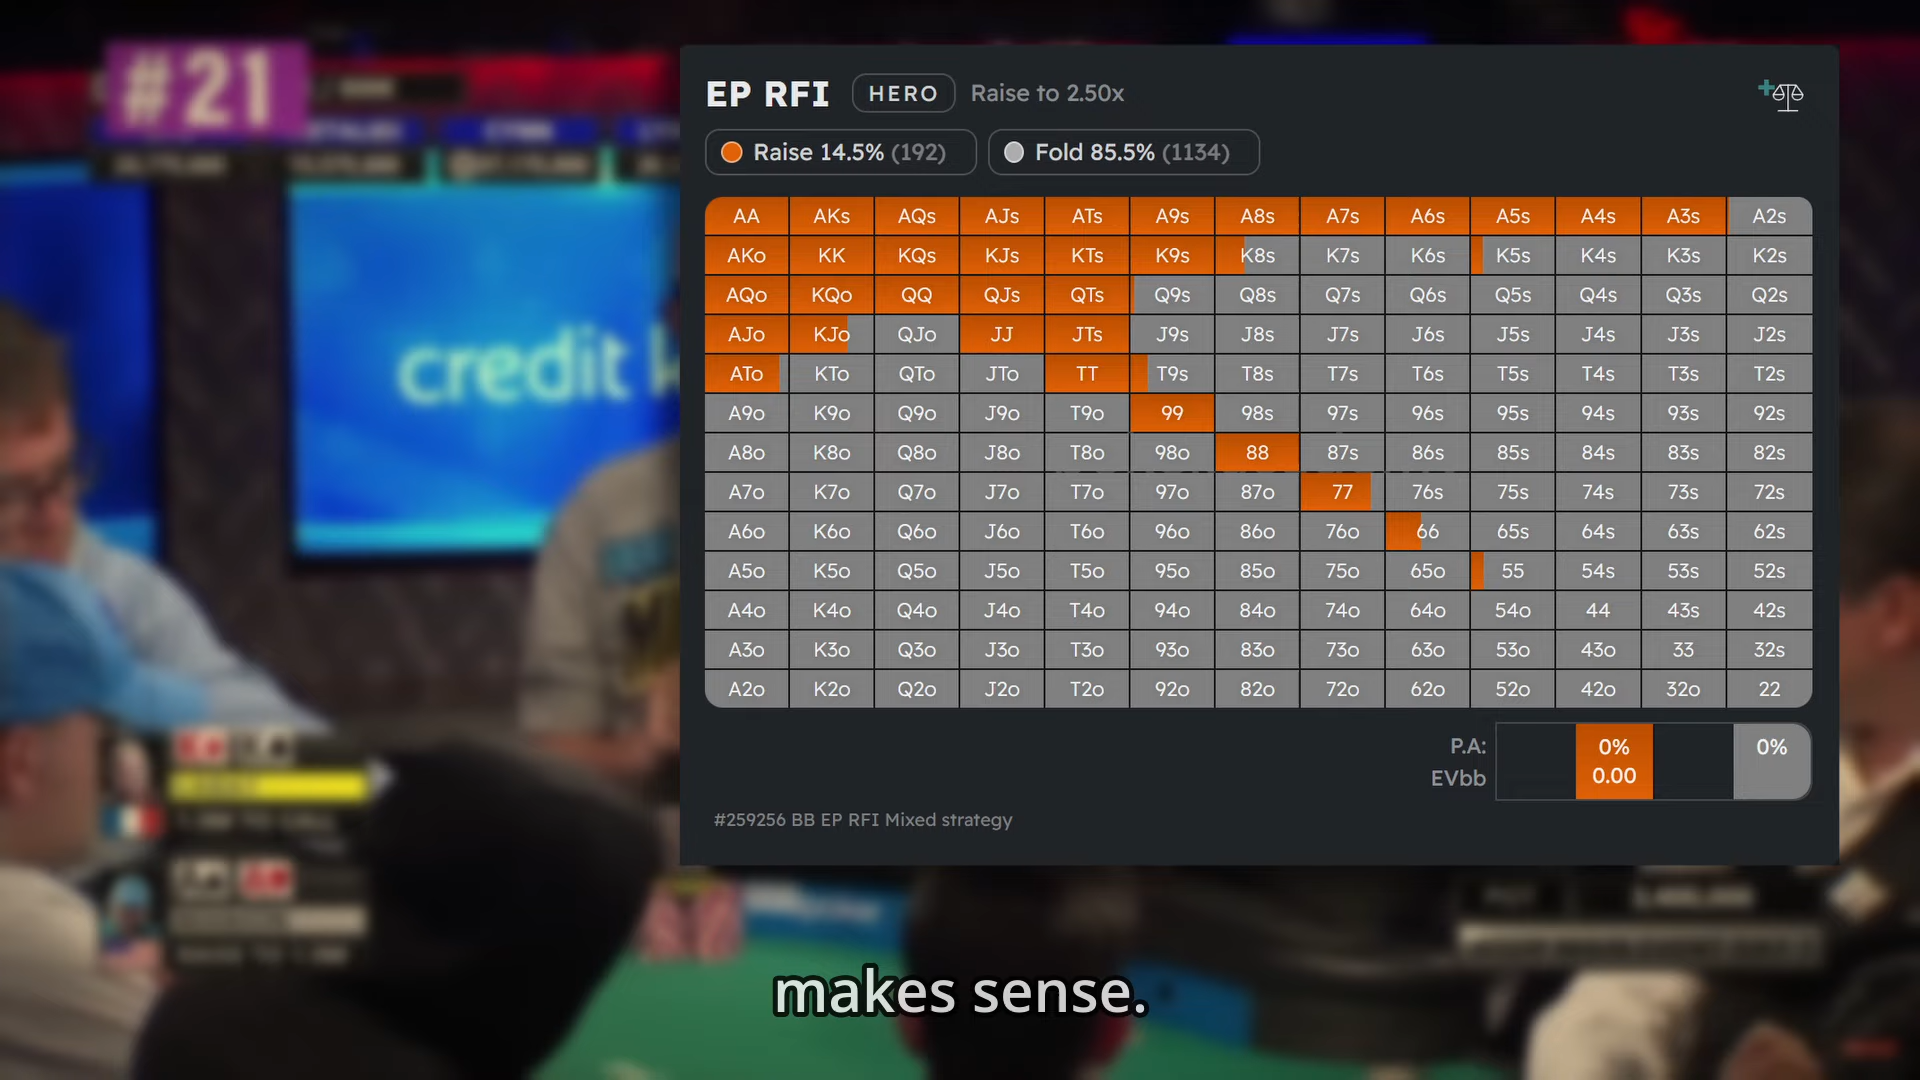 #21
EP RFI HERO Raise to 2.50x
Raise 14.5% (192) Fold 85.5% (1134)
AA AKs AQs AJs ATs A9s A8s A7s A6s A5s A4s A3s A2s
AKo KK KQs KJs KTs K9s K8s K7s K6s K5s K4s K3s K2s
AQo KQo QQ QJs QTs Q9s Q8s Q7s Q6s Q5s Q4s Q3s Q2s
AJo KJo QJo JJ JTs J9s J8s J7s J6s J5s J4s J3s J2s
ATo KTo QTo JTo TT T9s T8s T7s T6s T5s T4s T3s T2s
A9o K9o Q9o J9o T9o 99 98s 97s 96s 95s 94s 93s 92s
A8o K8o Q8o J8o T8o 98o 88 87s 86s 85s 84s 83s 82s
A7o K7o Q7o J7o T7o 97o 87o 77 76s 75s 74s 73s 72s
A6o K6o Q6o J6o T6o 96o 86o 76o 66 65s 64s 63s 62s
A5o K5o Q5o J5o T5o 95o 85o 75o 65o 55 54s 53s 52s
A4o K4o Q4o J4o T4o 94o 84o 74o 64o 54o 44 43s 42s
A3o K3o Q3o J3o T3o 93o 83o 73o 63o 53o 43o 33 32s
A2o K2o Q2o J2o T2o 92o 82o 72o 62o 52o 42o 32o 22
P.A: 0% 0%
EVbb 0.00
#259256 BB EP RFI Mixed strategy
credit
makes sense.